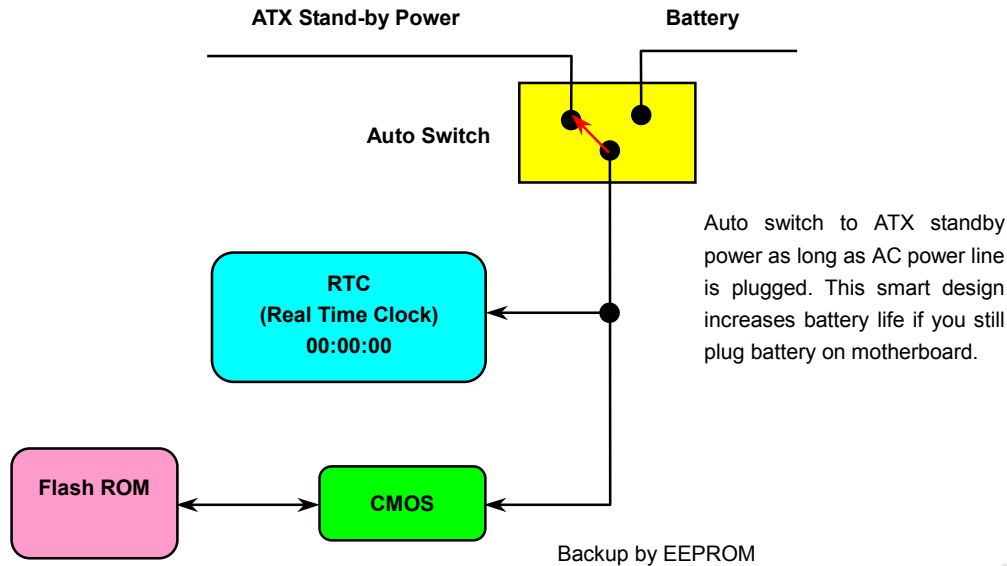 ATX Stand-by Power
Battery
Auto Switch
Auto switch to ATX standby
power as long as AC power line
is plugged. This smart design
increases battery life if you still
plug battery on motherboard.
RTC
(Real Time Clock)
00:00:00
Flash ROM
CMOS
Backup by EEPROM